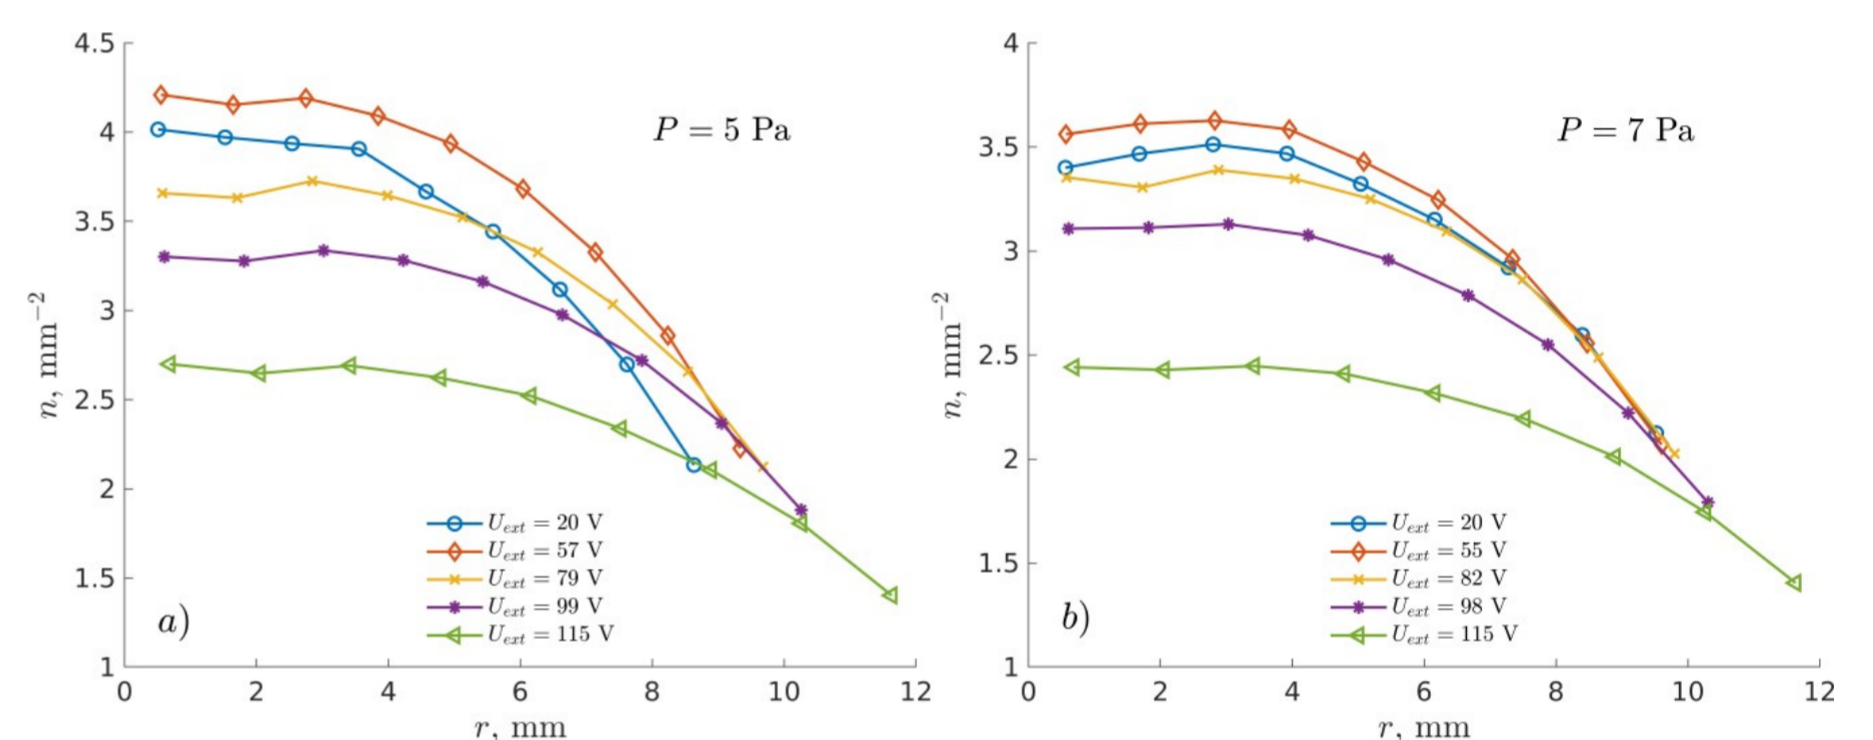 4.5
4
3.5
3
2.5
2
1.5
1
0 2 4 6 8 10 12
n, mm⁻²
r, mm
P = 5 Pa
U_ext = 20 V
U_ext = 57 V
U_ext = 79 V
U_ext = 99 V
U_ext = 115 V
a)
4
3.5
3
2.5
2
1.5
1
0 2 4 6 8 10 12
n, mm⁻²
r, mm
P = 7 Pa
U_ext = 20 V
U_ext = 55 V
U_ext = 82 V
U_ext = 98 V
U_ext = 115 V
b)